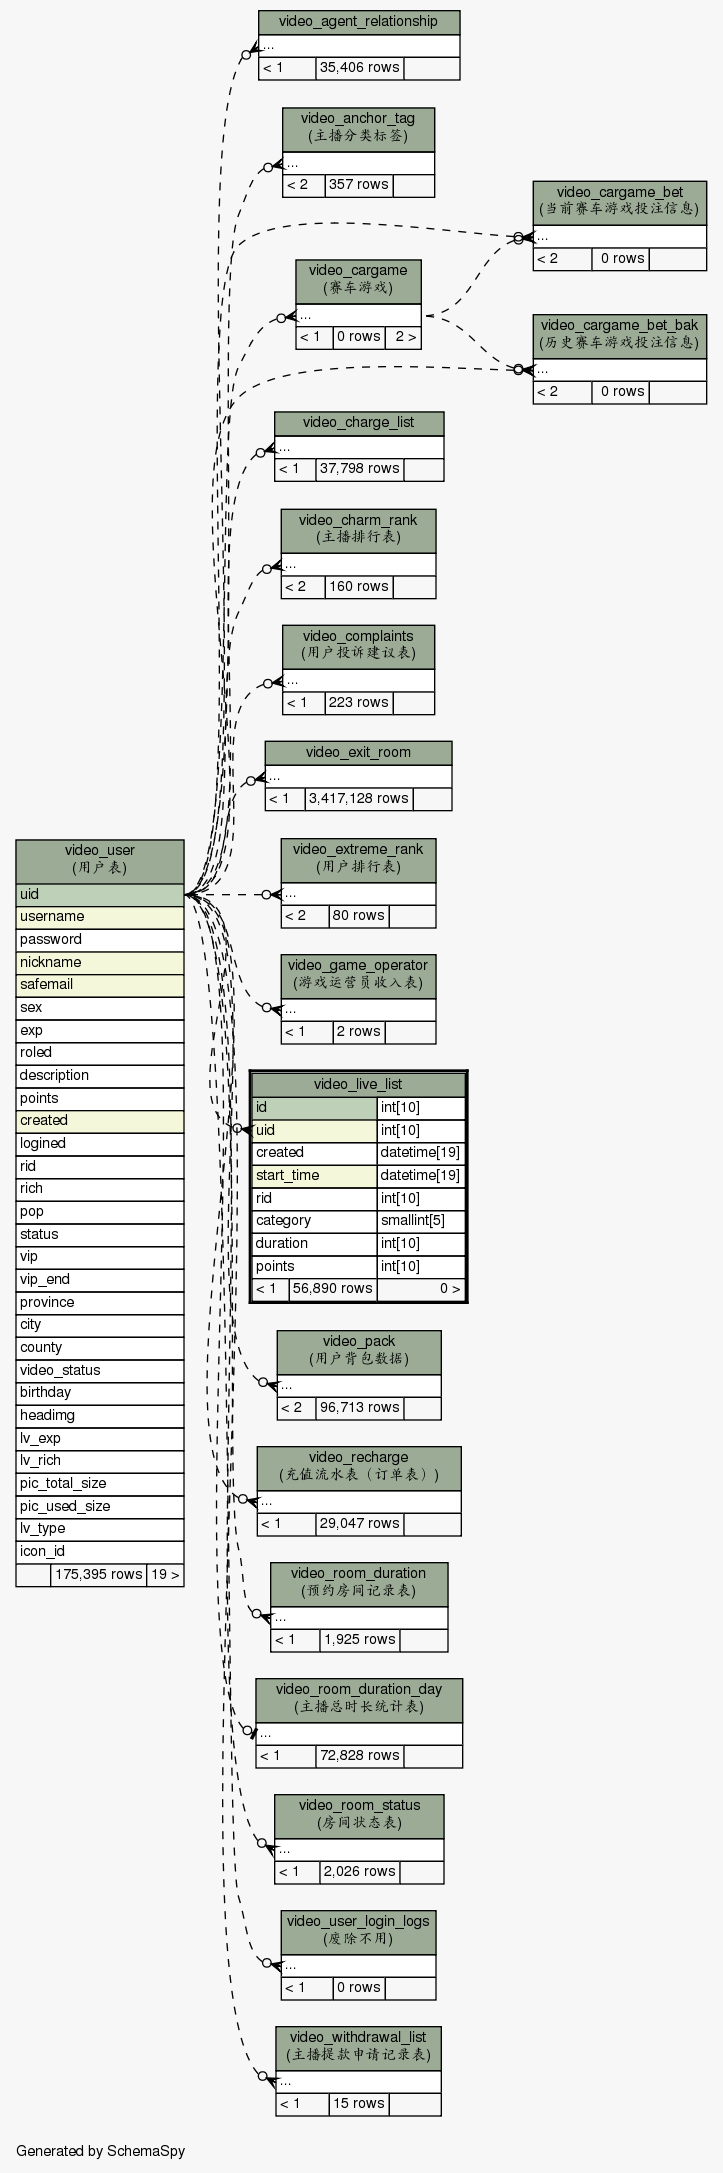 video_agent_relationship
...
< 1 35,406 rows
video_anchor_tag
(主播分类标签)
...
< 2 357 rows
video_cargame_bet
(当前赛车游戏投注信息)
...
< 2 0 rows
video_cargame
(赛车游戏)
...
< 1 0 rows 2 >
video_cargame_bet_bak
(历史赛车游戏投注信息)
...
< 2 0 rows
video_charge_list
...
< 1 37,798 rows
video_charm_rank
(主播排行表)
...
< 2 160 rows
video_complaints
(用户投诉建议表)
...
< 1 223 rows
video_exit_room
...
< 1 3,417,128 rows
video_user
(用户表)
uid
username
password
nickname
safemail
sex
exp
roled
description
points
created
logined
rid
rich
pop
status
vip
vip_end
province
city
county
video_status
birthday
headimg
lv_exp
lv_rich
pic_total_size
pic_used_size
lv_type
icon_id
175,395 rows 19 >
video_extreme_rank
(用户排行表)
...
< 2 80 rows
video_game_operator
(游戏运营员收入表)
...
< 1 2 rows
video_live_list
id int[10]
uid int[10]
created datetime[19]
start_time datetime[19]
rid int[10]
category smallint[5]
duration int[10]
points int[10]
< 1 56,890 rows 0 >
video_pack
(用户背包数据)
...
< 2 96,713 rows
video_recharge
(充值流水表（订单表）)
...
< 1 29,047 rows
video_room_duration
(预约房间记录表)
...
< 1 1,925 rows
video_room_duration_day
(主播总时长统计表)
...
< 1 72,828 rows
video_room_status
(房间状态表)
...
< 1 2,026 rows
video_user_login_logs
(废除不用)
...
< 1 0 rows
video_withdrawal_list
(主播提款申请记录表)
...
< 1 15 rows
Generated by SchemaSpy